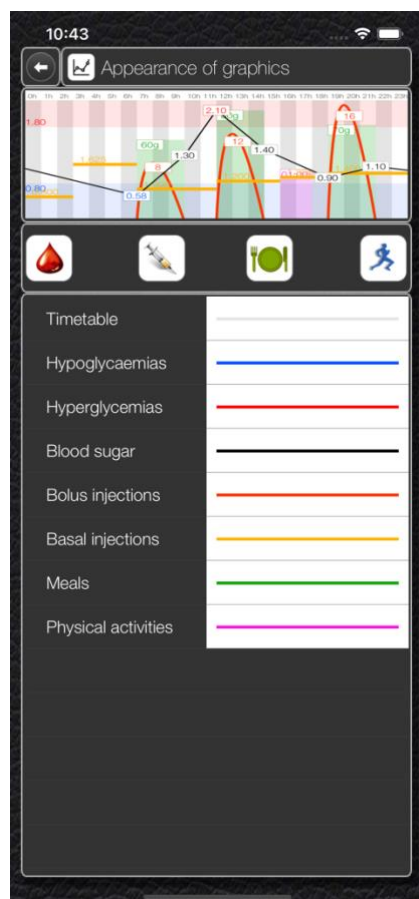 10:43
Appearance of graphics
0h 1h 2h 3h 4h 5h 6h 7h 8h 9h 10h 11h 12h 13h 14h 15h 16h 17h 18h 19h 20h 21h 22h 23h
2.10
1.80
16
60g
12
1.30
1.40
8
1.10
0.90
0.80
0.58
Timetable
Hypoglycaemias
Hyperglycemias
Blood sugar
Bolus injections
Basal injections
Meals
Physical activities